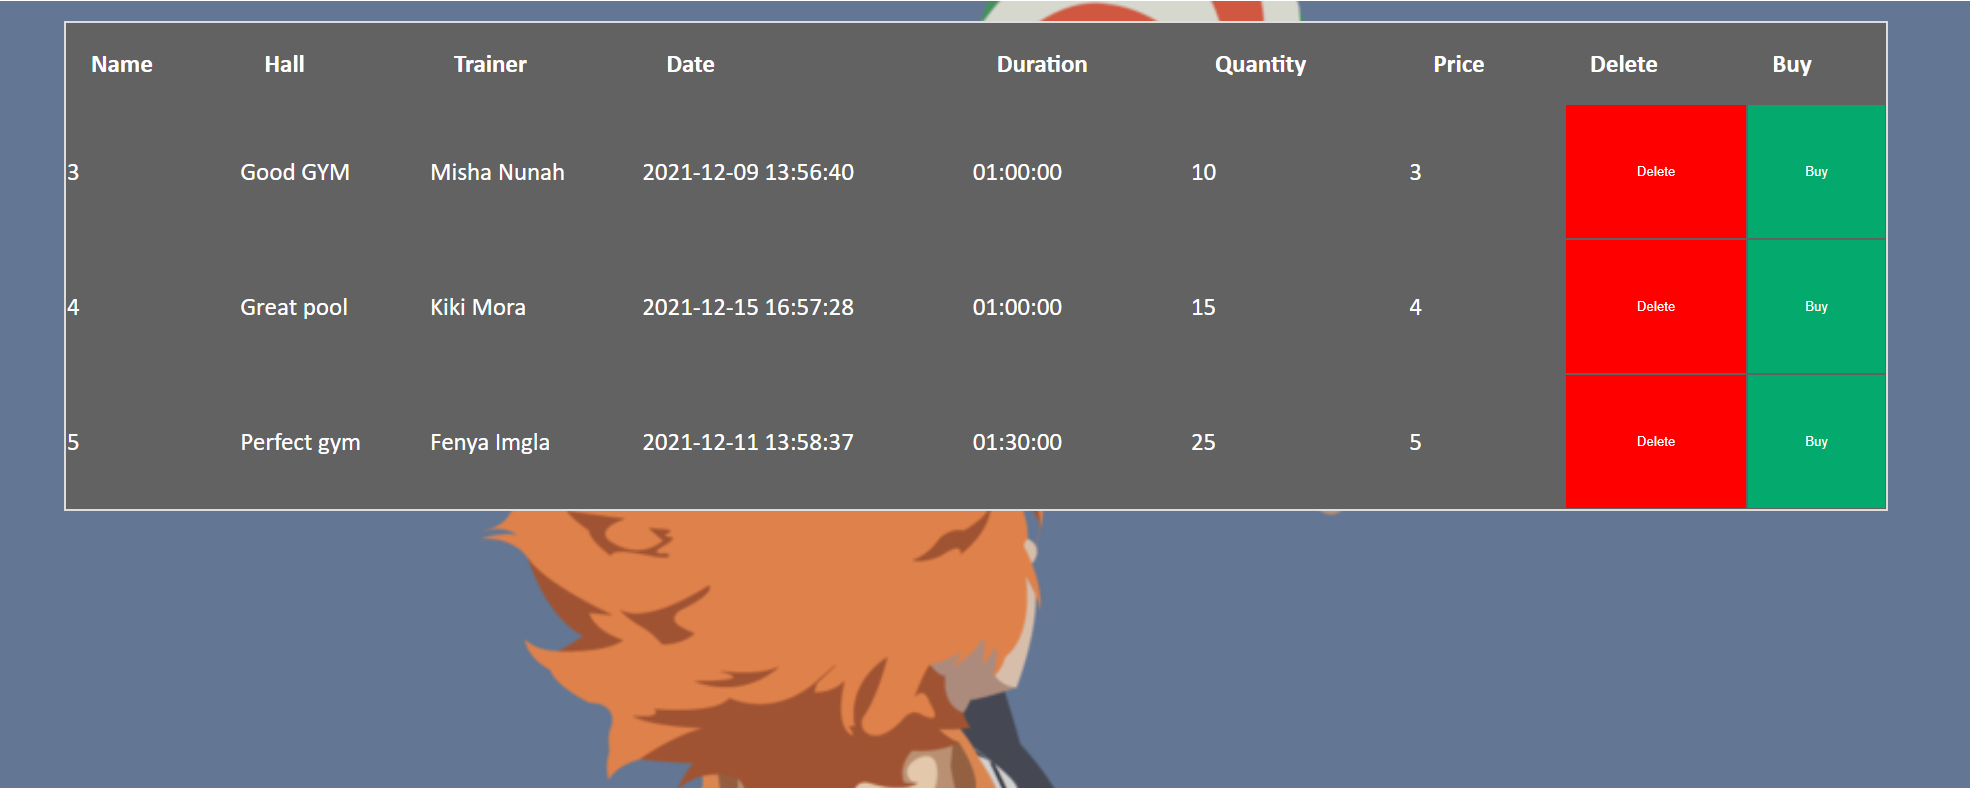 Name Hall Trainer Date Duration Quantity Price Delete Buy
3 Good GYM Misha Nunah 2021-12-09 13:56:40 01:00:00 10 3 Delete Buy
4 Great pool Kiki Mora 2021-12-15 16:57:28 01:00:00 15 4 Delete Buy
5 Perfect gym Fenya Imgla 2021-12-11 13:58:37 01:30:00 25 5 Delete Buy